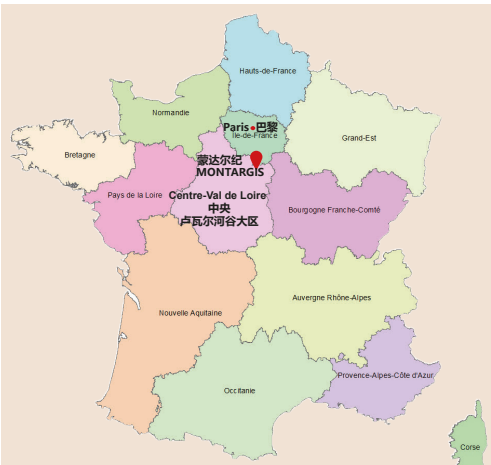 Hauts-de-France
Normandie
Paris 巴黎
Ile-de-France
Grand-Est
Bretagne
蒙达尔纪
MONTARGIS
Pays de la Loire
Centre-Val de Loire
中央
卢瓦尔河谷大区
Bourgogne Franche-Comté
Auvergne Rhône-Alpes
Nouvelle Aquitaine
Provence-Alpes-Côte d'Azur
Occitanie
Corse